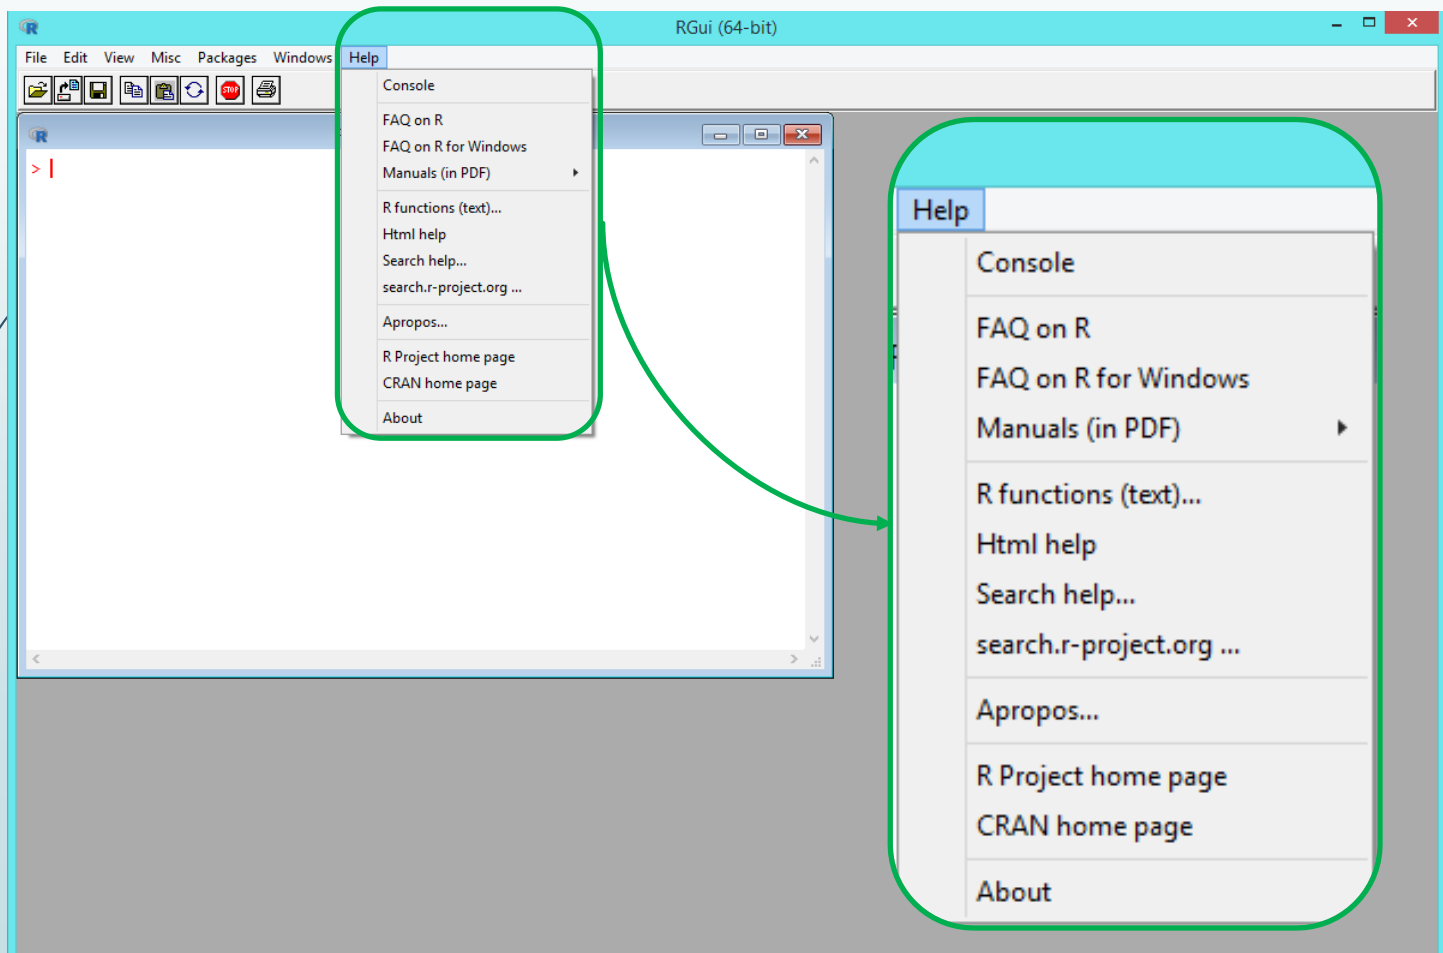 RGui (64-bit)
File Edit View Misc Packages Windows Help
STOP
Console
FAQ on R
FAQ on R for Windows
Manuals (in PDF)
R functions (text)...
Html help
Search help...
search.r-project.org ...
Apropos...
R Project home page
CRAN home page
About
R
>
Help
Console
FAQ on R
FAQ on R for Windows
Manuals (in PDF)
R functions (text)...
Html help
Search help...
search.r-project.org ...
Apropos...
R Project home page
CRAN home page
About